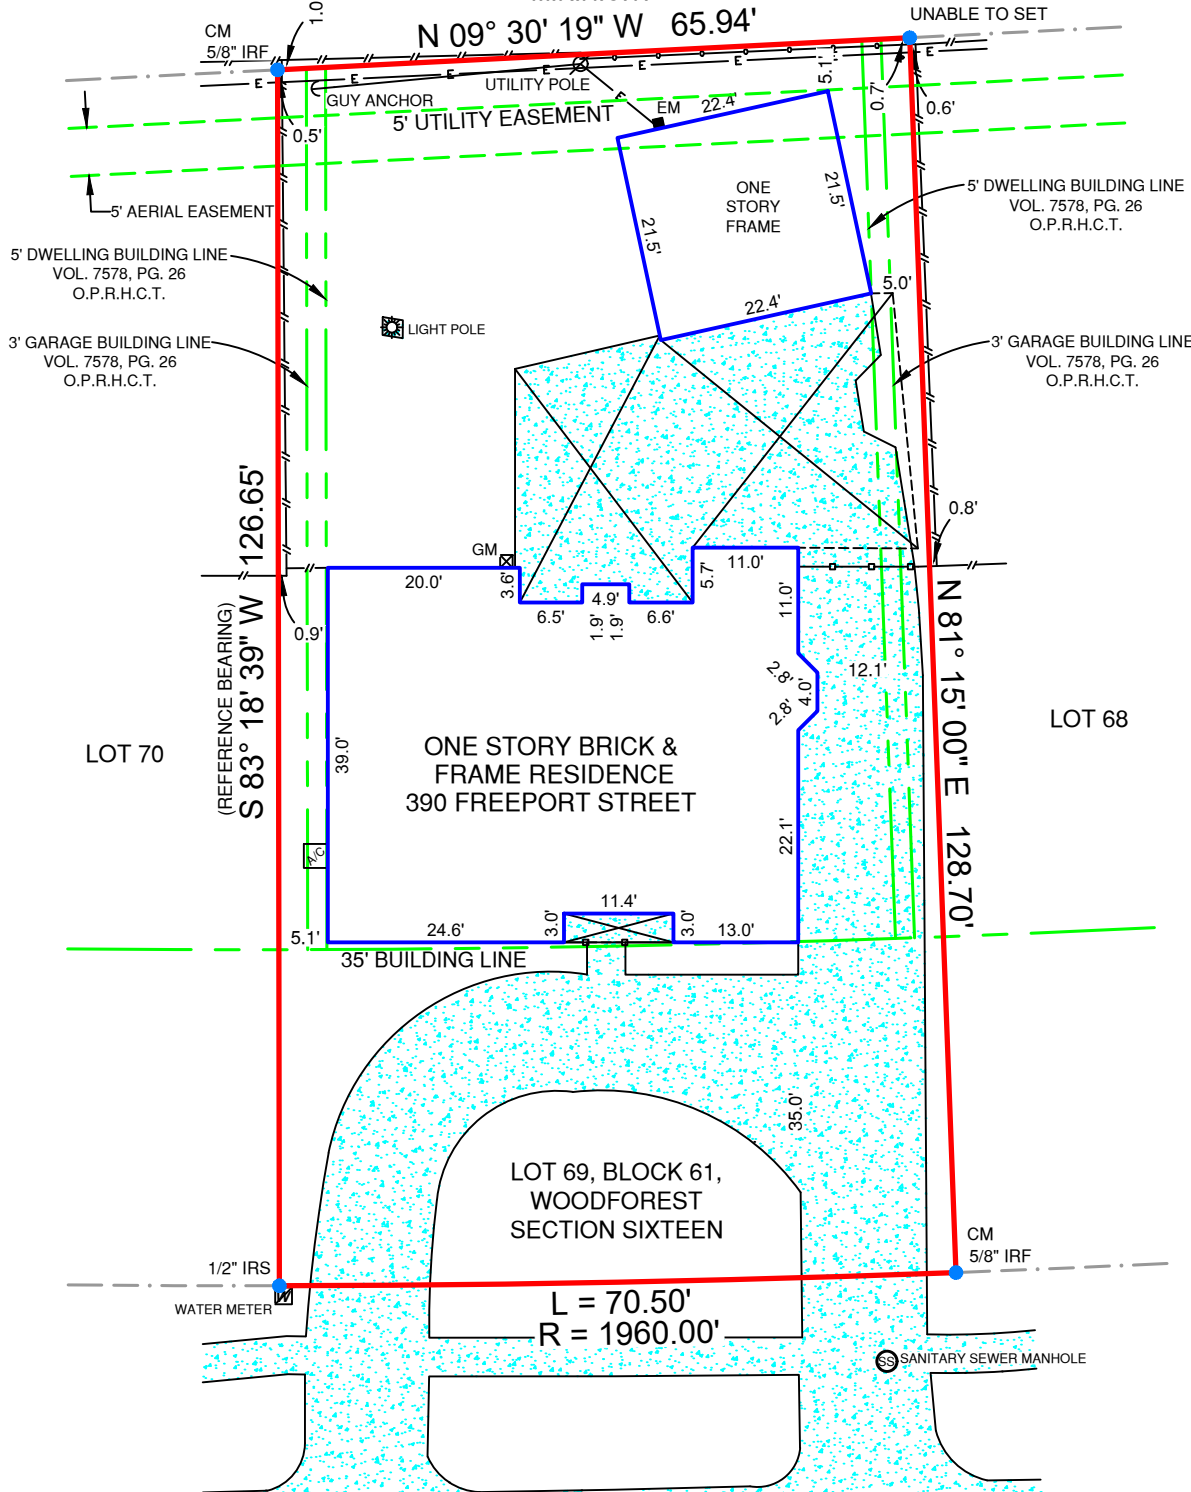 1.0
CM
5/8" IRF
N 09° 30' 19" W 65.94'
UNABLE TO SET
E
E
E
E
E
E
E
GUY ANCHOR
UTILITY POLE
EM
22.4'
5.1'
0.7'
0.6'
0.5'
5' UTILITY EASEMENT
5' AERIAL EASEMENT
ONE
STORY
FRAME
21.5'
21.5'
22.4'
5.0'
5' DWELLING BUILDING LINE
VOL. 7578, PG. 26
O.P.R.H.C.T.
5' DWELLING BUILDING LINE
VOL. 7578, PG. 26
O.P.R.H.C.T.
LIGHT POLE
3' GARAGE BUILDING LINE
VOL. 7578, PG. 26
O.P.R.H.C.T.
3' GARAGE BUILDING LINE
VOL. 7578, PG. 26
O.P.R.H.C.T.
(REFERENCE BEARING)
S 83° 18' 39" W 126.65'
0.8'
GM
20.0'
3.6'
6.5'
4.9'
1.9'
1.9'
6.6'
5.7'
11.0'
11.0'
0.9'
2.8'
4.0'
2.8'
12.1'
N 81° 15' 00" E 128.70'
LOT 70
LOT 68
39.0'
ONE STORY BRICK &
FRAME RESIDENCE
390 FREEPORT STREET
22.1'
A/C
11.4'
3.0'
3.0'
5.1'
24.6'
13.0'
35' BUILDING LINE
35.0'
LOT 69, BLOCK 61,
WOODFOREST
SECTION SIXTEEN
CM
5/8" IRF
1/2" IRS
W
WATER METER
L = 70.50'
R = 1960.00'
SS
SANITARY SEWER MANHOLE